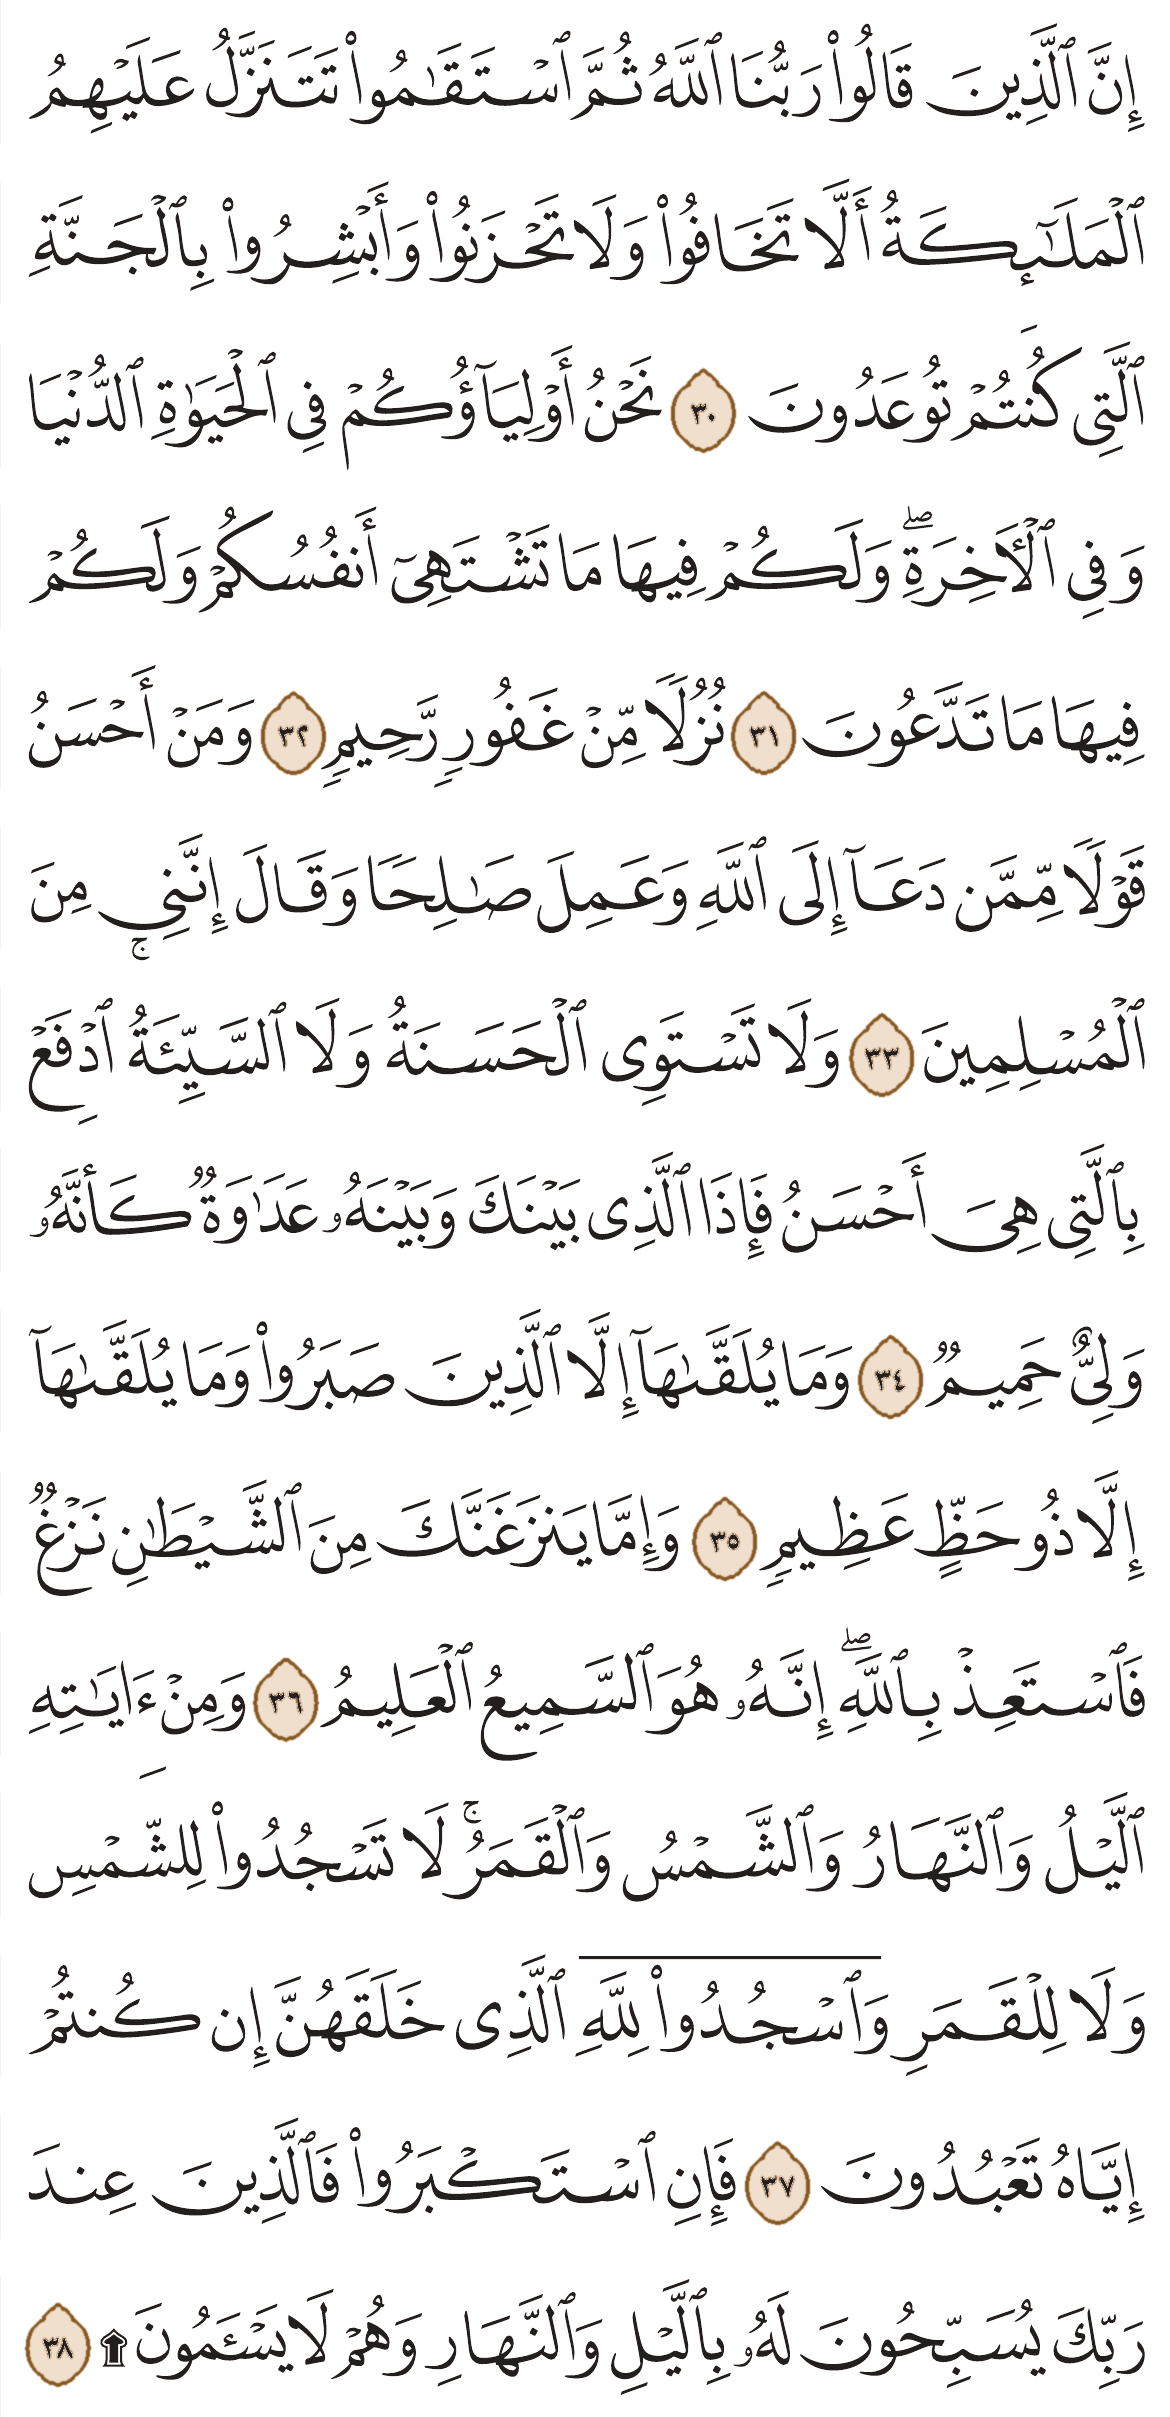 إِنَّ ٱلَّذِينَ قَالُوا۟ رَبُّنَا ٱللَّهُ ثُمَّ ٱسْتَقَـٰمُوا۟ تَتَنَزَّلُ عَلَيْهِمُ
ٱلْمَلَـٰٓئِكَةُ أَلَّا تَخَافُوا۟ وَلَا تَحْزَنُوا۟ وَأَبْشِرُوا۟ بِٱلْجَنَّةِ
ٱلَّتِى كُنتُمْ تُوعَدُونَ ٣٠ نَحْنُ أَوْلِيَآؤُكُمْ فِى ٱلْحَيَوٰةِ ٱلدُّنْيَا
وَفِى ٱلْـَٔاخِرَةِ ۖ وَلَكُمْ فِيهَا مَا تَشْتَهِىٓ أَنفُسُكُمْ وَلَكُمْ
فِيهَا مَا تَدَّعُونَ ٣١ نُزُلًا مِّنْ غَفُورٍ رَّحِيمٍ ٣٢ وَمَنْ أَحْسَنُ
قَوْلًا مِّمَّن دَعَآ إِلَى ٱللَّهِ وَعَمِلَ صَـٰلِحًا وَقَالَ إِنَّنِى مِنَ
ٱلْمُسْلِمِينَ ٣٣ وَلَا تَسْتَوِى ٱلْحَسَنَةُ وَلَا ٱلسَّيِّئَةُ ۚ ٱدْفَعْ
بِٱلَّتِى هِىَ أَحْسَنُ فَإِذَا ٱلَّذِى بَيْنَكَ وَبَيْنَهُۥ عَدَٰوَةٌ كَأَنَّهُۥ
وَلِىٌّ حَمِيمٌ ٣٤ وَمَا يُلَقَّىٰهَآ إِلَّا ٱلَّذِينَ صَبَرُوا۟ وَمَا يُلَقَّىٰهَآ
إِلَّا ذُو حَظٍّ عَظِيمٍ ٣٥ وَإِمَّا يَنزَغَنَّكَ مِنَ ٱلشَّيْطَـٰنِ نَزْغٌ
فَٱسْتَعِذْ بِٱللَّهِ ۖ إِنَّهُۥ هُوَ ٱلسَّمِيعُ ٱلْعَلِيمُ ٣٦ وَمِنْ ءَايَـٰتِهِ
ٱلَّيْلُ وَٱلنَّهَارُ وَٱلشَّمْسُ وَٱلْقَمَرُ ۚ لَا تَسْجُدُوا۟ لِلشَّمْسِ
وَلَا لِلْقَمَرِ وَٱسْجُدُوا۟ لِلَّهِ ٱلَّذِى خَلَقَهُنَّ إِن كُنتُمْ
إِيَّاهُ تَعْبُدُونَ ٣٧ فَإِنِ ٱسْتَكْبَرُوا۟ فَٱلَّذِينَ عِندَ
رَبِّكَ يُسَبِّحُونَ لَهُۥ بِٱلَّيْلِ وَٱلنَّهَارِ وَهُمْ لَا يَسْـَٔمُونَ ۩ ٣٨